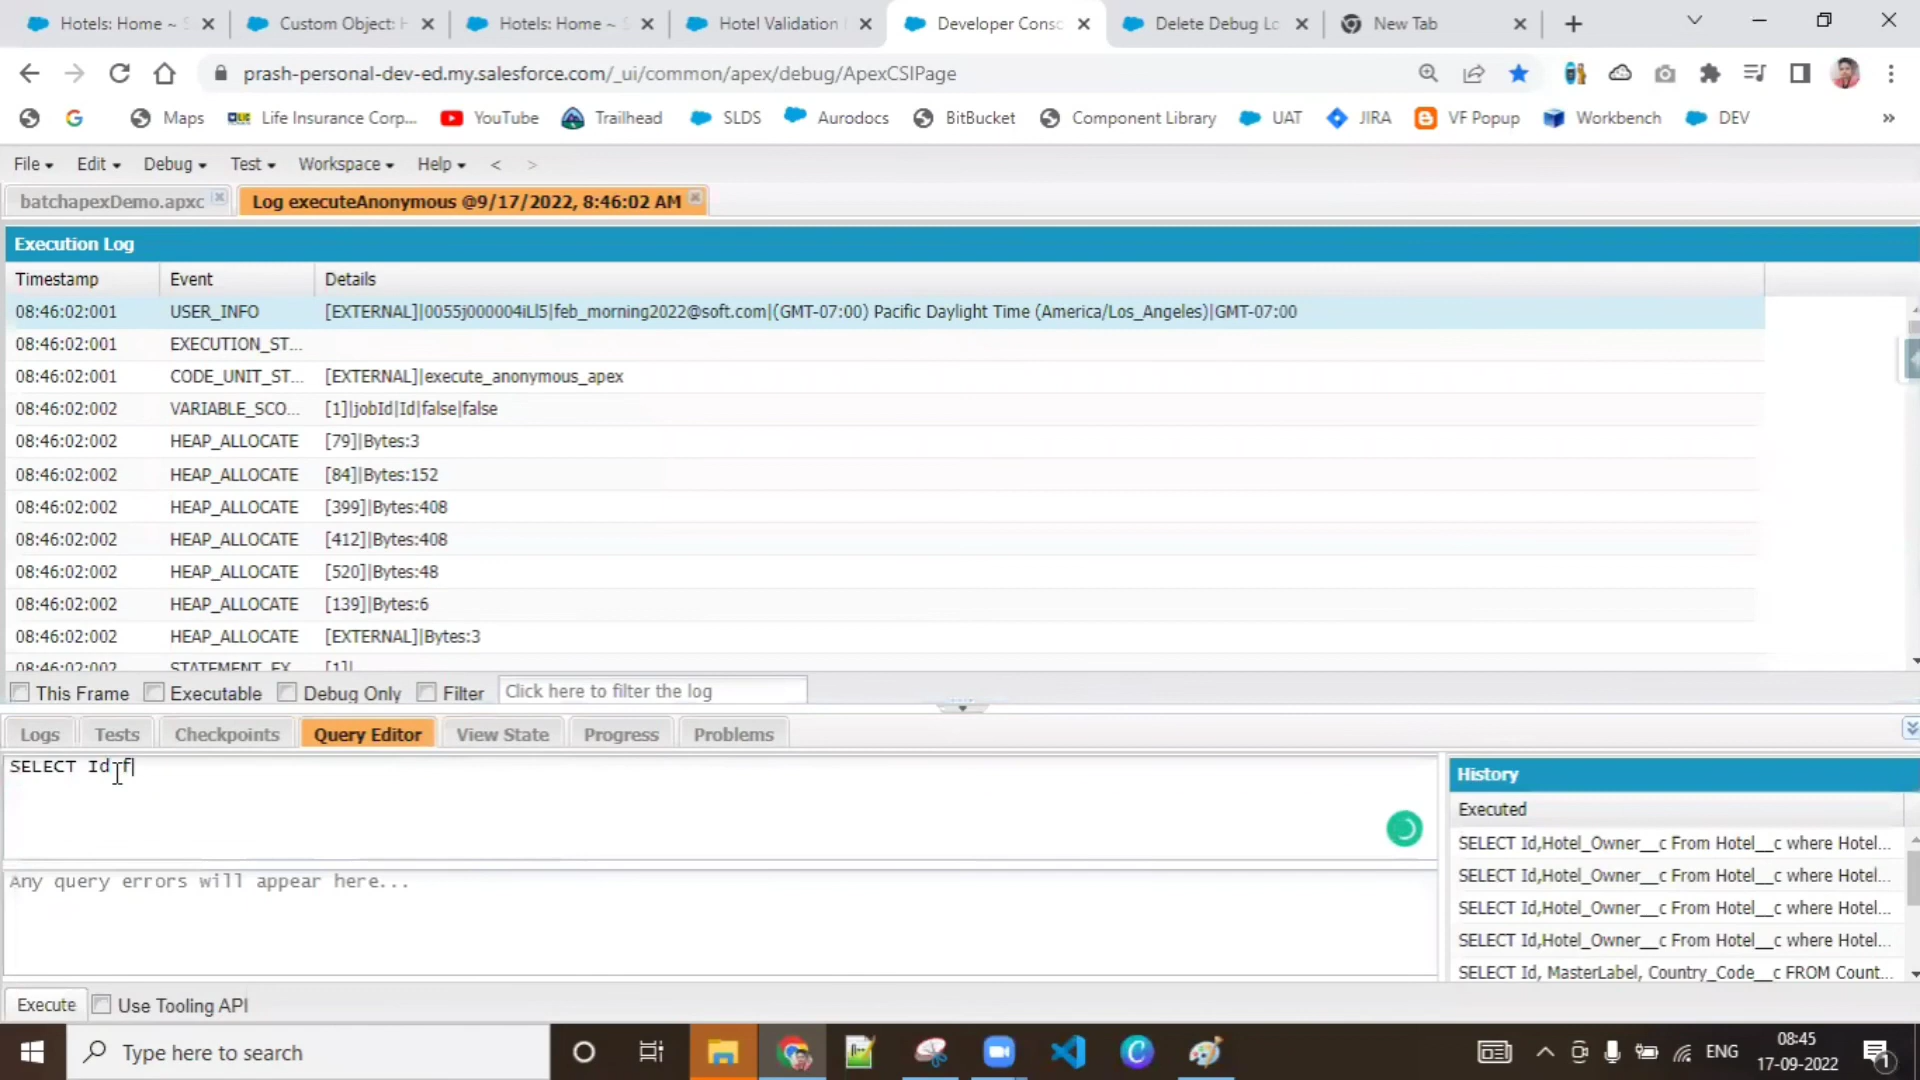 Hotels: Home ~ S
Custom Object: H
Hotels: Home ~ S
Hotel Validation
Developer Conso
Delete Debug Lo
New Tab
prash-personal-dev-ed.my.salesforce.com/_ui/common/apex/debug/ApexCSIPage
Maps
Life Insurance Corp...
YouTube
Trailhead
SLDS
Aurodocs
BitBucket
Component Library
UAT
JIRA
VF Popup
Workbench
DEV
»
File Edit Debug Test Workspace Help < >
batchapexDemo.apxc
Log executeAnonymous @9/17/2022, 8:46:02 AM
Execution Log
Timestamp Event Details
08:46:02:001 USER_INFO [EXTERNAL]|0055j000004iLl5|feb_morning2022@soft.com|(GMT-07:00) Pacific Daylight Time (America/Los_Angeles)|GMT-07:00
08:46:02:001 EXECUTION_ST...
08:46:02:001 CODE_UNIT_ST... [EXTERNAL]|execute_anonymous_apex
08:46:02:002 VARIABLE_SCO... [1]|jobId|Id|false|false
08:46:02:002 HEAP_ALLOCATE [79]|Bytes:3
08:46:02:002 HEAP_ALLOCATE [84]|Bytes:152
08:46:02:002 HEAP_ALLOCATE [399]|Bytes:408
08:46:02:002 HEAP_ALLOCATE [412]|Bytes:408
08:46:02:002 HEAP_ALLOCATE [520]|Bytes:48
08:46:02:002 HEAP_ALLOCATE [139]|Bytes:6
08:46:02:002 HEAP_ALLOCATE [EXTERNAL]|Bytes:3
08:46:02:002 STATEMENT_EX... [1]|
This Frame Executable Debug Only Filter Click here to filter the log
Logs Tests Checkpoints Query Editor View State Progress Problems
SELECT Id f
Any query errors will appear here...
History
Executed
SELECT Id,Hotel_Owner__c From Hotel__c where Hotel...
SELECT Id,Hotel_Owner__c From Hotel__c where Hotel...
SELECT Id,Hotel_Owner__c From Hotel__c where Hotel...
SELECT Id,Hotel_Owner__c From Hotel__c where Hotel...
SELECT Id, MasterLabel, Country_Code__c FROM Count...
Execute Use Tooling API
Type here to search
ENG
08:45
17-09-2022
1